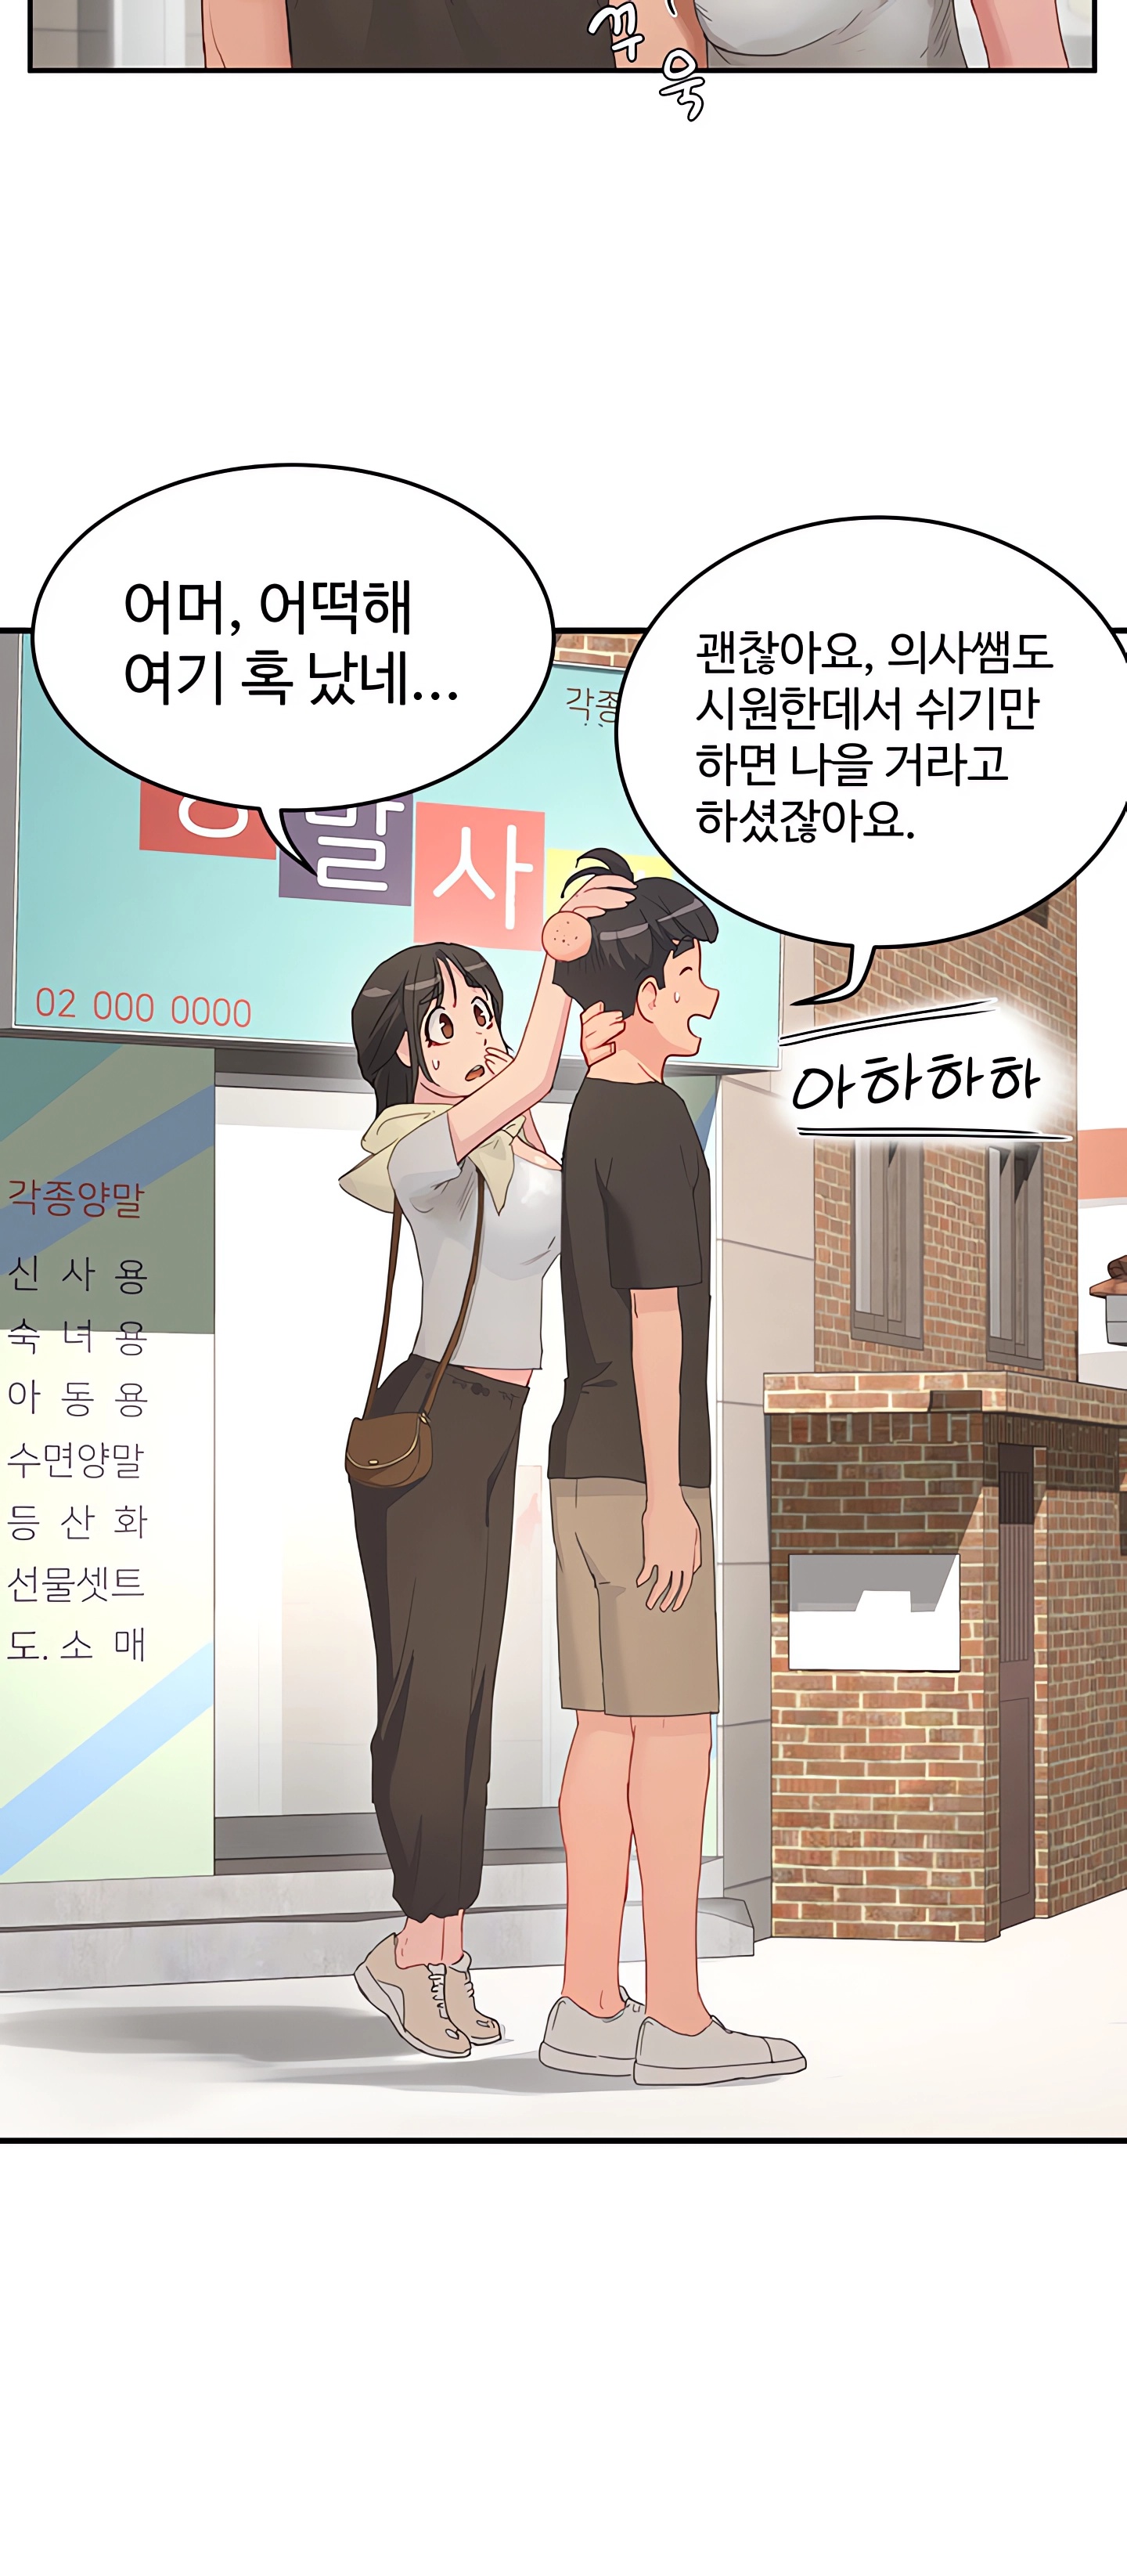 꾸
욱
어머, 어떡해
여기 혹 났네...
괜찮아요, 의사쌤도
시원한데서 쉬기만
하면 나을 거라고
하셨잖아요.
각종
말 사
02 000 0000
아하하하
각종양말
신 사 용
숙 녀 용
아 동 용
수면양말
등 산 화
선물셋트
도. 소 매